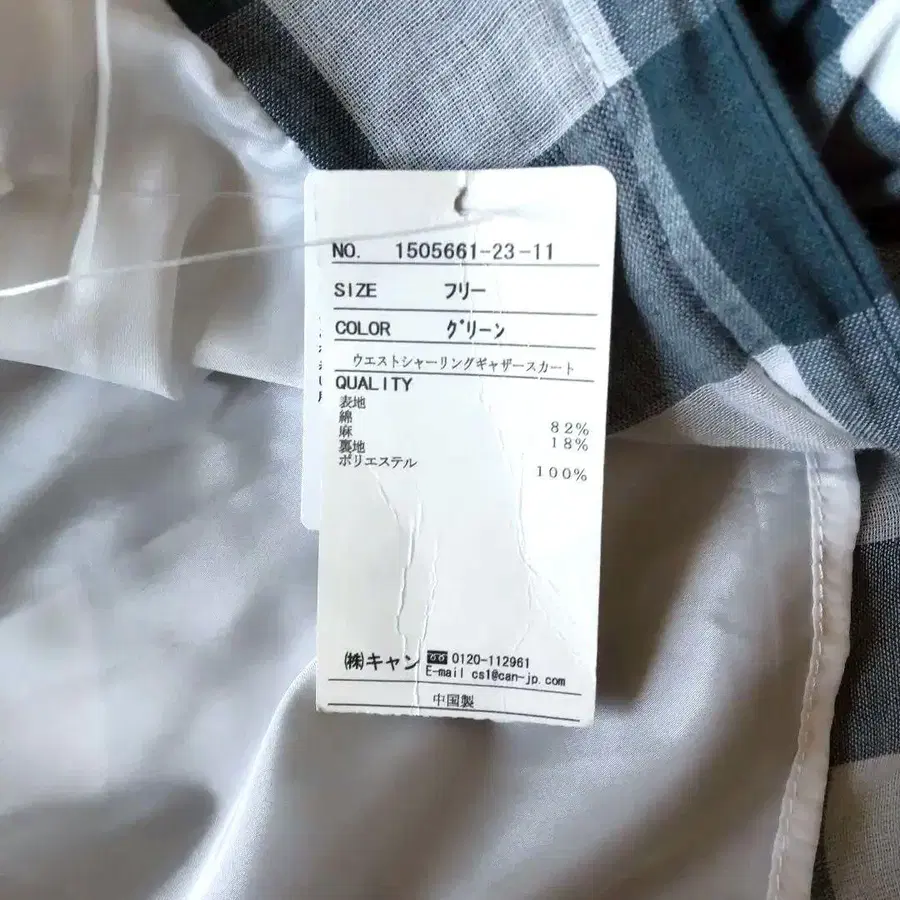 NO. 1505661-23-11
SIZE フリー
COLOR グリーン
ウエストシャーリングギャザースカート
QUALITY
表地
綿 82%
麻 18%
裏地
ポリエステル 100%
㈱キャン 0120-112961
E-mail cs1@can-jp.com
中国製